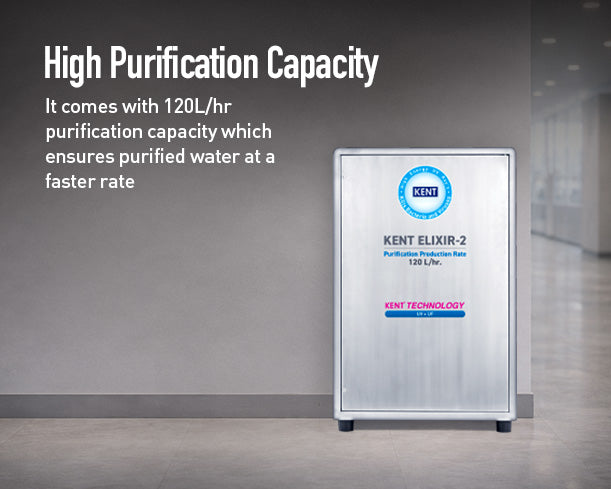 High Purification Capacity
It comes with 120L/hr
purification capacity which
ensures purified water at a
faster rate
KENT
KENT ELIXIR-2
Purification Production Rate
120 L/hr.
KENT TECHNOLOGY
UV + UF